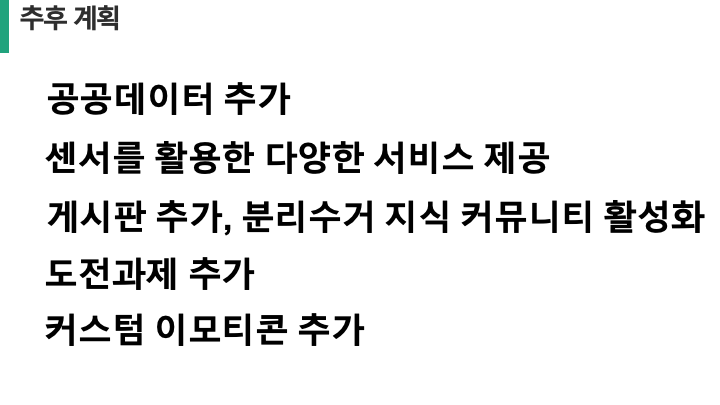 추후 계획
공공데이터 추가
센서를 활용한 다양한 서비스 제공
게시판 추가, 분리수거 지식 커뮤니티 활성화
도전과제 추가
커스텀 이모티콘 추가